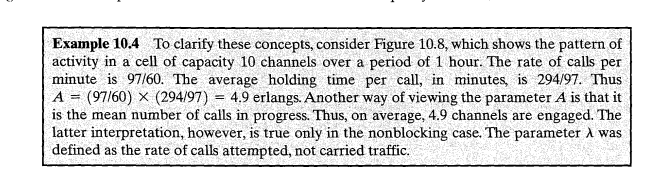 Example 10.4 To clarify these concepts, consider Figure 10.8, which shows the pattern of
activity in a cell of capacity 10 channels over a period of 1 hour. The rate of calls per
minute is 97/60. The average holding time per call, in minutes, is 294/97. Thus
A = (97/60) × (294/97) = 4.9 erlangs. Another way of viewing the parameter A is that it
is the mean number of calls in progress. Thus, on average, 4.9 channels are engaged. The
latter interpretation, however, is true only in the nonblocking case. The parameter λ was
defined as the rate of calls attempted, not carried traffic.